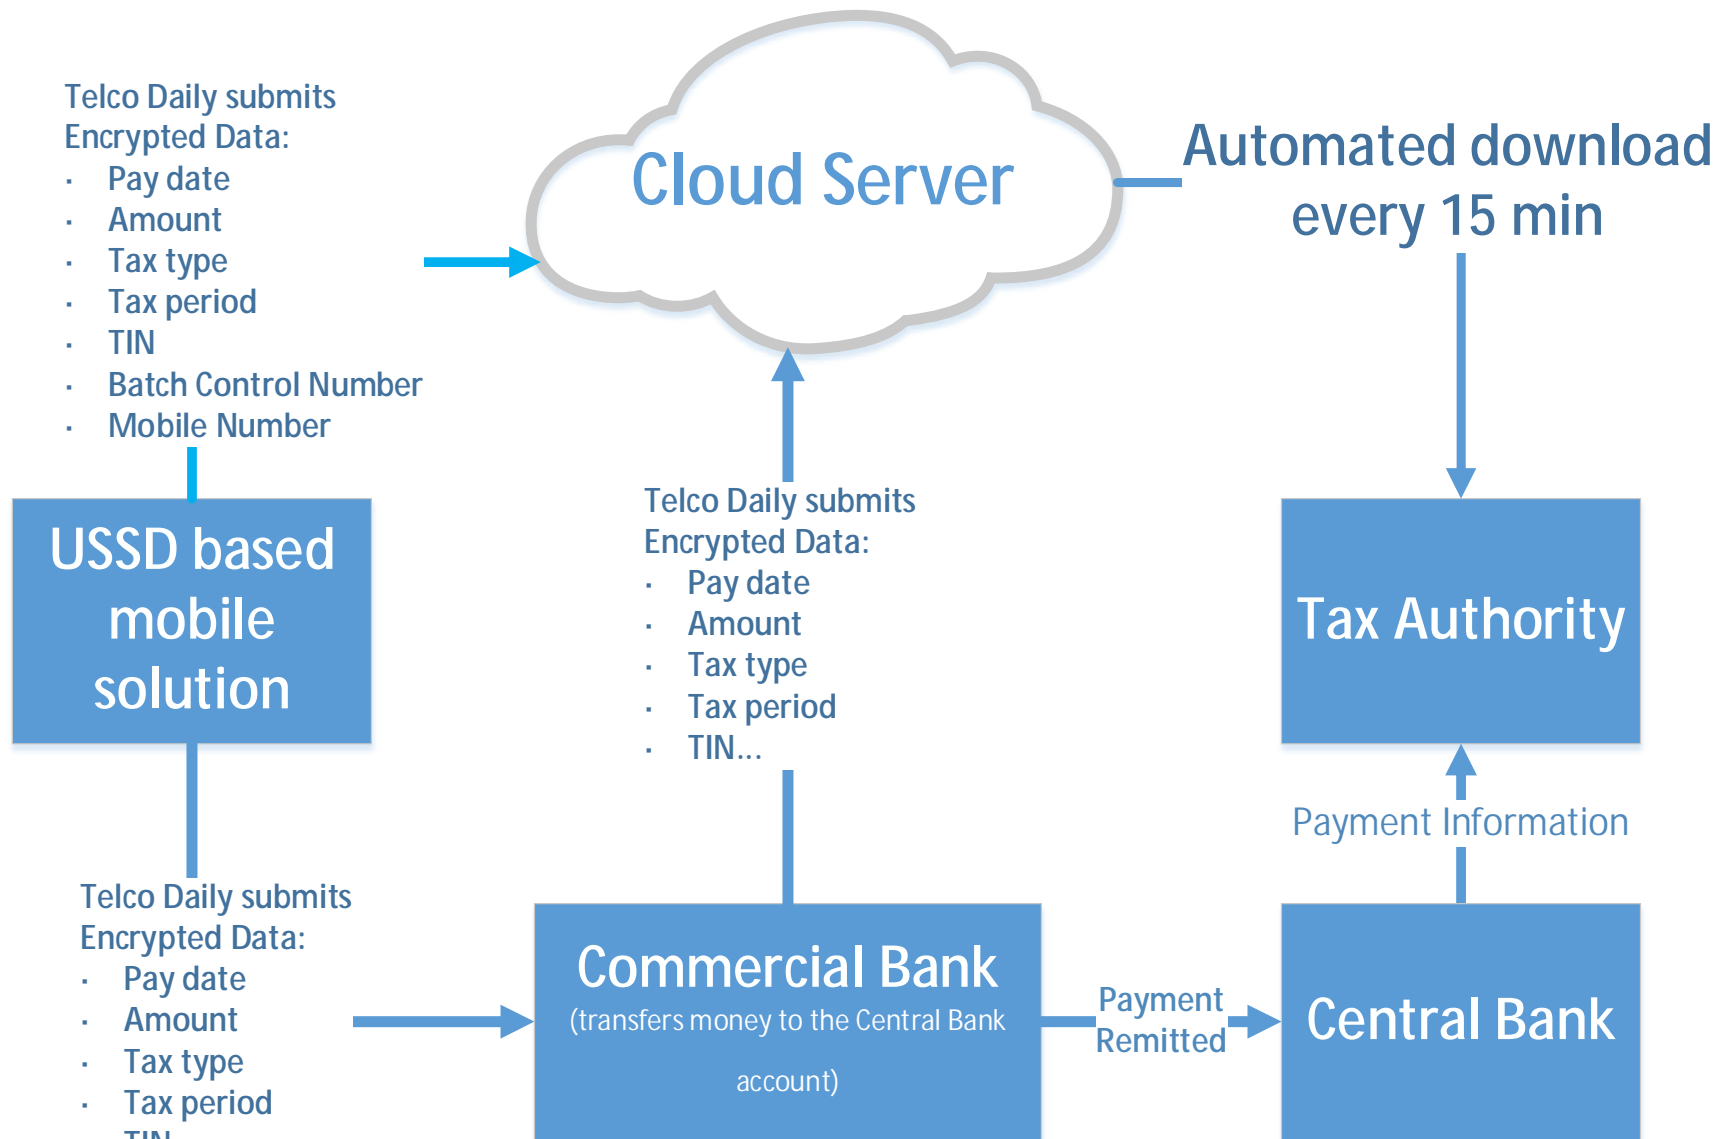 Telco Daily submits
Encrypted Data:
· Pay date
· Amount
· Tax type
· Tax period
· TIN
· Batch Control Number
· Mobile Number
Cloud Server
Automated download
every 15 min
USSD based
mobile
solution
Telco Daily submits
Encrypted Data:
· Pay date
· Amount
· Tax type
· Tax period
· TIN...
Tax Authority
Payment Information
Telco Daily submits
Encrypted Data:
· Pay date
· Amount
· Tax type
· Tax period
TIN
Commercial Bank
(transfers money to the Central Bank
account)
Payment
Remitted
Central Bank